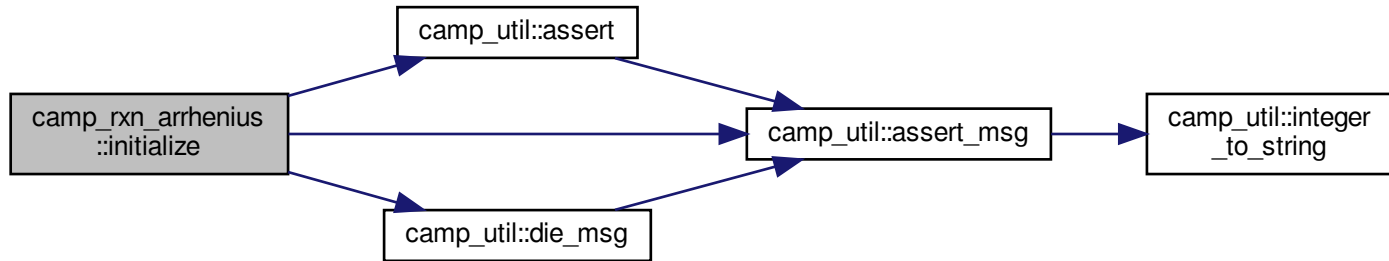 camp_rxn_arrhenius
::initialize
camp_util::assert
camp_util::assert_msg
camp_util::die_msg
camp_util::integer
_to_string